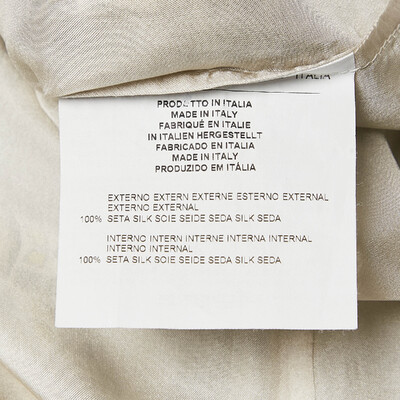 ITALIA
PRODOTTO IN ITALIA
MADE IN ITALY
FABRIQUÉ EN ITALIE
IN ITALIEN HERGESTELLT
FABRICADO EN ITALIA
MADE IN ITALY
PRODUZIDO EM ITÁLIA
EXTERNO EXTERN EXTERNE ESTERNO EXTERNAL
EXTERNO EXTERNAL
100% SETA SILK SOIE SEIDE SEDA SILK SEDA
INTERNO INTERN INTERNE INTERNA INTERNAL
INTERNO INTERNAL
100% SETA SILK SOIE SEIDE SEDA SILK SEDA